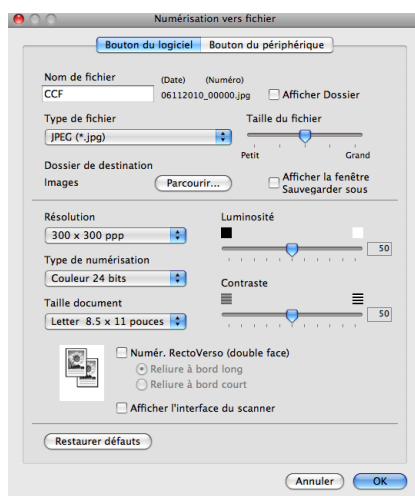 Numérisation vers fichier
Bouton du logiciel Bouton du périphérique
Nom de fichier (Date) (Numéro)
CCF 06112010_00000.jpg Afficher Dossier
Type de fichier Taille du fichier
JPEG (*.jpg)
Petit Grand
Dossier de destination
Images Parcourir... Afficher la fenêtre
Sauvegarder sous
Résolution Luminosité
300 x 300 ppp 50
Type de numérisation
Couleur 24 bits Contraste
Taille document
Letter 8.5 x 11 pouces 50
Numér. RectoVerso (double face)
Reliure à bord long
Reliure à bord court
Afficher l'interface du scanner
Restaurer défauts
Annuler OK